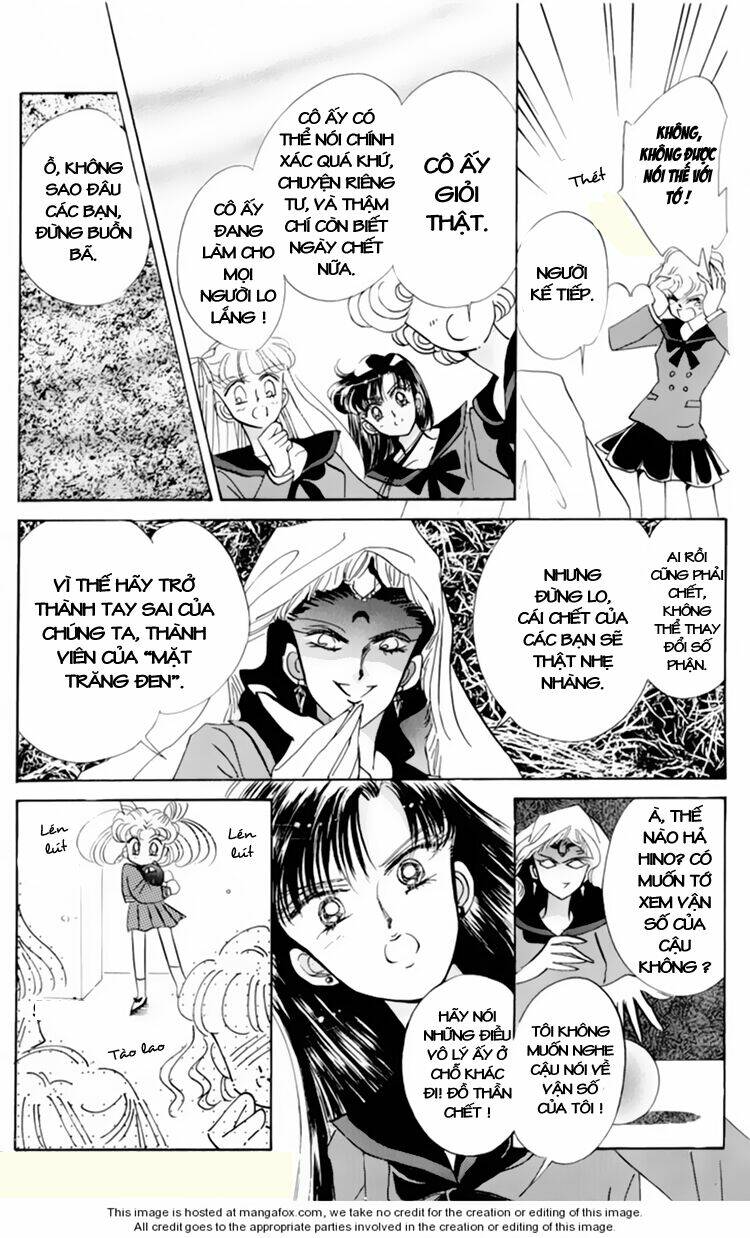 KHÔNG,
KHÔNG ĐƯỢC
NÓI THẾ VỚI
TỚ !
Thét
NGƯỜI
KẾ TIẾP.
CÔ ẤY
GIỎI
THẬT.
CÔ ẤY CÓ
THỂ NÓI CHÍNH
XÁC QUÁ KHỨ,
CHUYỆN RIÊNG
TƯ, VÀ THẬM
CHÍ CÒN BIẾT
NGÀY CHẾT
NỮA.
CÔ ẤY
ĐANG
LÀM CHO
MỌI
NGƯỜI LO
LẮNG !
Ồ, KHÔNG
SAO ĐÂU
CÁC BẠN,
ĐỪNG BUỒN
BÃ.
AI RỒI
CŨNG PHẢI
CHẾT,
KHÔNG
THỂ THAY
ĐỔI SỐ
PHẬN.
NHƯNG
ĐỪNG LO,
CÁI CHẾT CỦA
CÁC BẠN SẼ
THẬT NHẸ
NHÀNG.
VÌ THẾ HÃY TRỞ
THÀNH TAY SAI CỦA
CHÚNG TA, THÀNH
VIÊN CỦA “MẶT
TRĂNG ĐEN”.
À, THẾ
NÀO HẢ
HINO? CÓ
MUỐN TỚ
XEM VẬN
SỐ CỦA
CẬU
KHÔNG ?
TÔI KHÔNG
MUỐN NGHE
CẬU NÓI VỀ
VẬN SỐ
CỦA TÔI !
HÃY NÓI
NHỮNG ĐIỀU
VÔ LÝ ẤY Ở
CHỖ KHÁC
ĐI! ĐỒ THẦN
CHẾT !
Lén
lút
Lén
lút
Tào lao
This image is hosted at mangafox.com, we take no credit for the creation or editing of this image.
All credit goes to the appropriate parties involved in the creation or editing of this image.